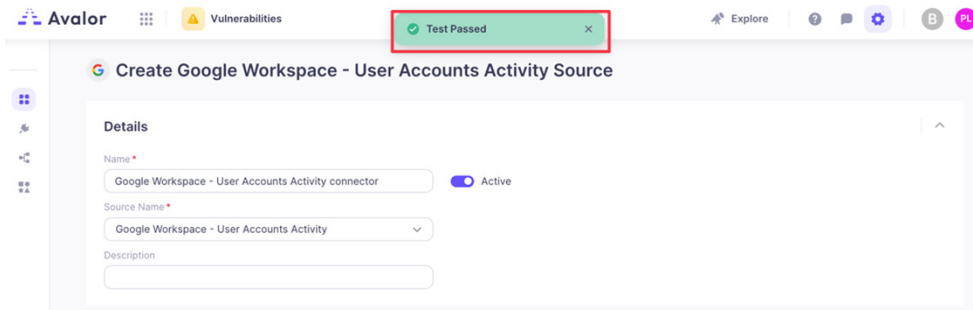 Avalor
Vulnerabilities
Test Passed
Explore
B
PL
Create Google Workspace - User Accounts Activity Source
Details
Name*
Google Workspace - User Accounts Activity connector
Active
Source Name*
Google Workspace - User Accounts Activity
Description